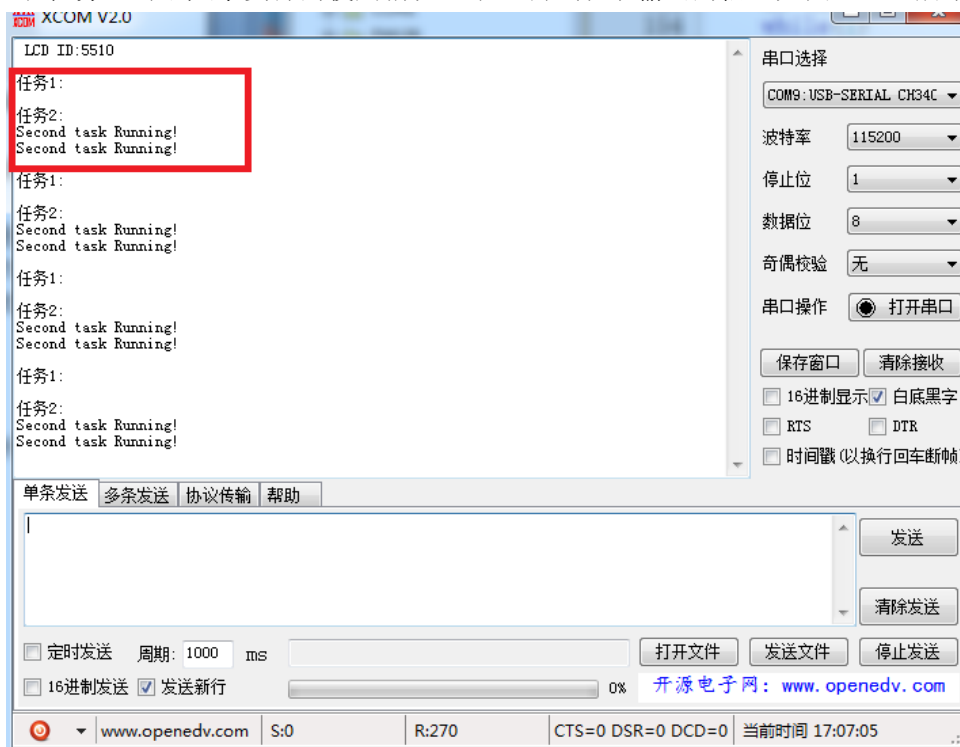 XCOM V2.0
LCD ID:5510
任务1:
任务2:
Second task Running!
Second task Running!
任务1:
任务2:
Second task Running!
Second task Running!
任务1:
任务2:
Second task Running!
Second task Running!
任务1:
任务2:
Second task Running!
Second task Running!
串口选择
COM9:USB-SERIAL CH34
波特率 115200
停止位 1
数据位 8
奇偶校验 无
串口操作 打开串口
保存窗口 清除接收
16进制显示 白底黑字
RTS DTR
时间戳(以换行回车断帧
单条发送 多条发送 协议传输 帮助
发送
清除发送
定时发送 周期: 1000 ms 打开文件 发送文件 停止发送
16进制发送 发送新行 0% 开源电子网: www.openedv.com
www.openedv.com S:0 R:270 CTS=0 DSR=0 DCD=0 当前时间 17:07:05